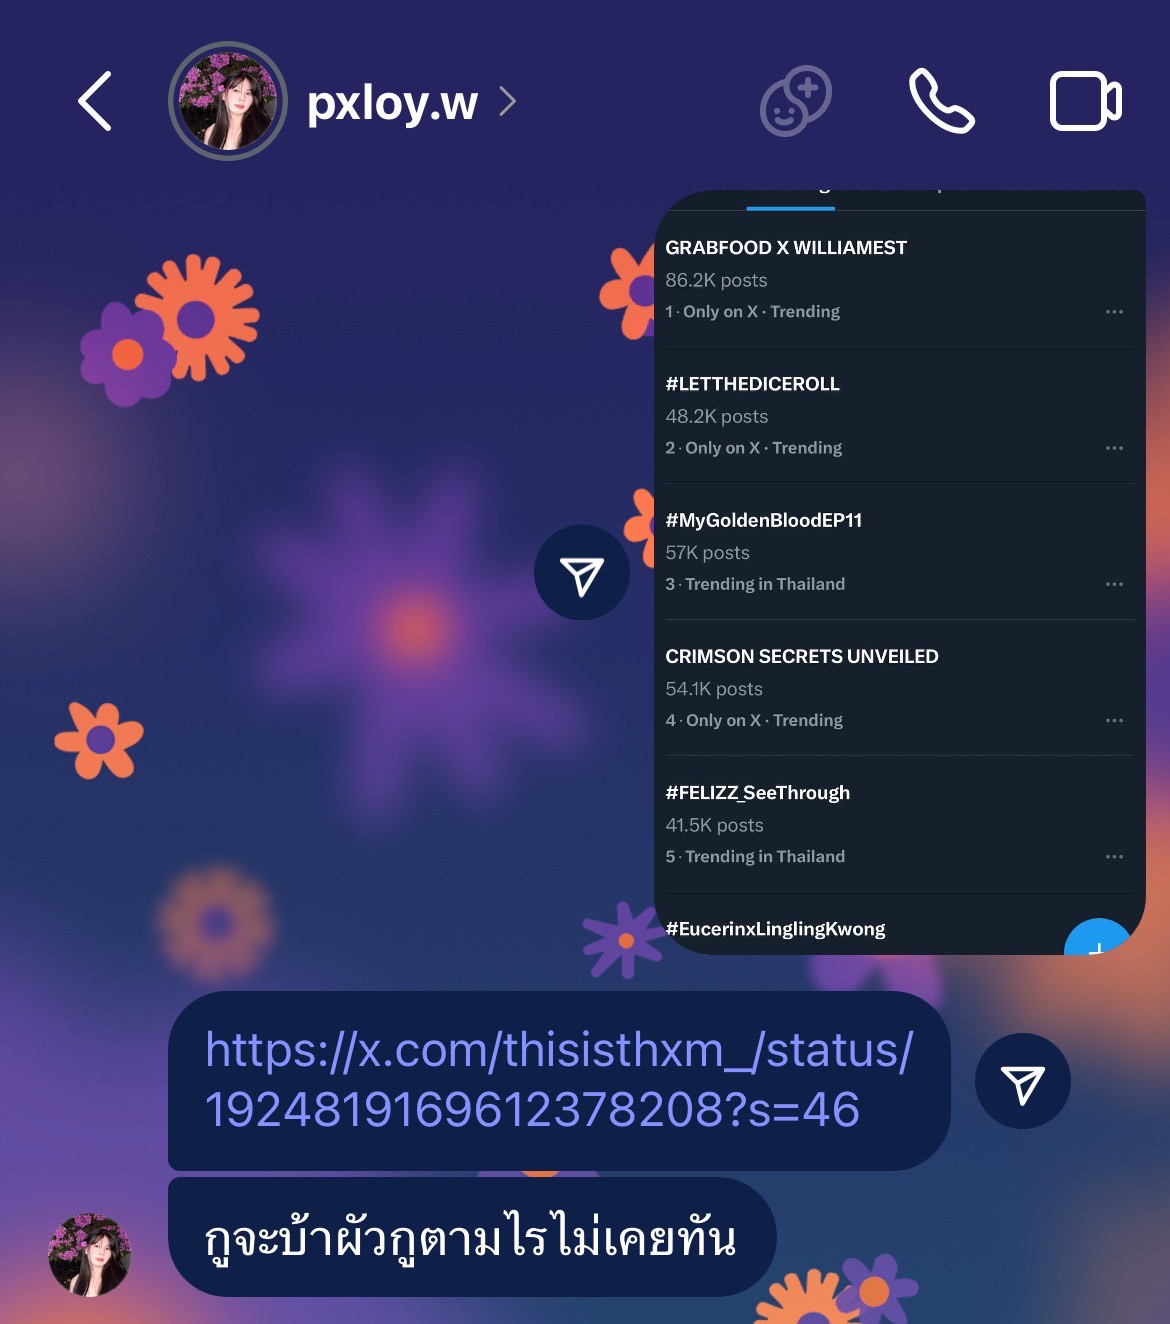 pxloy.w
GRABFOOD X WILLIAMEST
86.2K posts
1 · Only on X · Trending
#LETTHEDICEROLL
48.2K posts
2 · Only on X · Trending
#MyGoldenBloodEP11
57K posts
3 · Trending in Thailand
CRIMSON SECRETS UNVEILED
54.1K posts
4 · Only on X · Trending
#FELIZZ_SeeThrough
41.5K posts
5 · Trending in Thailand
#EucerinxLinglingKwong
https://x.com/thisisthxm_/status/
1924819169612378208?s=46
กูจะบ้าผัวกูตามไรไม่เคยทัน